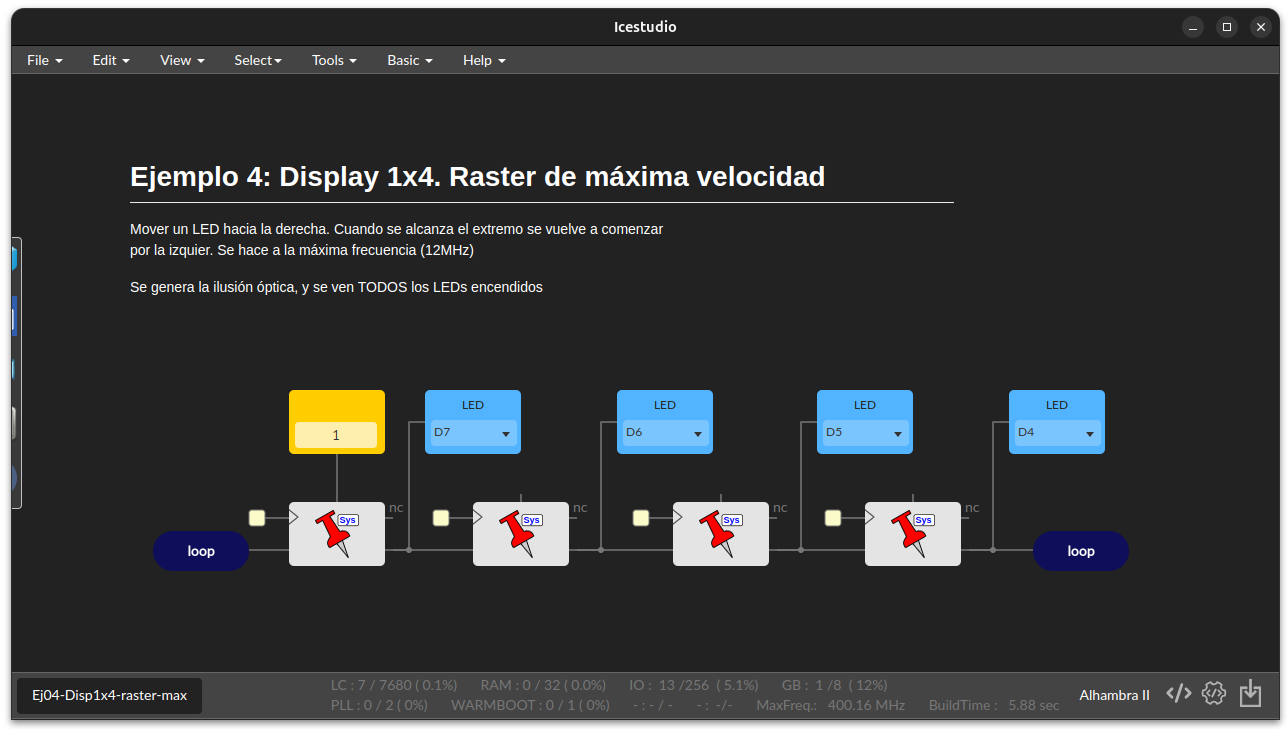 Icestudio
File Edit View Select Tools Basic Help
Ejemplo 4: Display 1x4. Raster de máxima velocidad
Mover un LED hacia la derecha. Cuando se alcanza el extremo se vuelve a comenzar
por la izquier. Se hace a la máxima frecuencia (12MHz)
Se genera la ilusión óptica, y se ven TODOS los LEDs encendidos
LED LED LED LED
1 D7 D6 D5 D4
nc nc nc nc
Sys Sys Sys Sys
loop loop
LC : 7 / 7680 ( 0.1%) RAM : 0 / 32 ( 0.0%) IO : 13 /256 ( 5.1%) GB : 1 /8 ( 12%)
Ej04-Disp1x4-raster-max Alhambra II
PLL : 0 / 2 ( 0%) WARMBOOT : 0 / 1 ( 0%) - : - / - - : -/- MaxFreq.: 400.16 MHz BuildTime : 5.88 sec